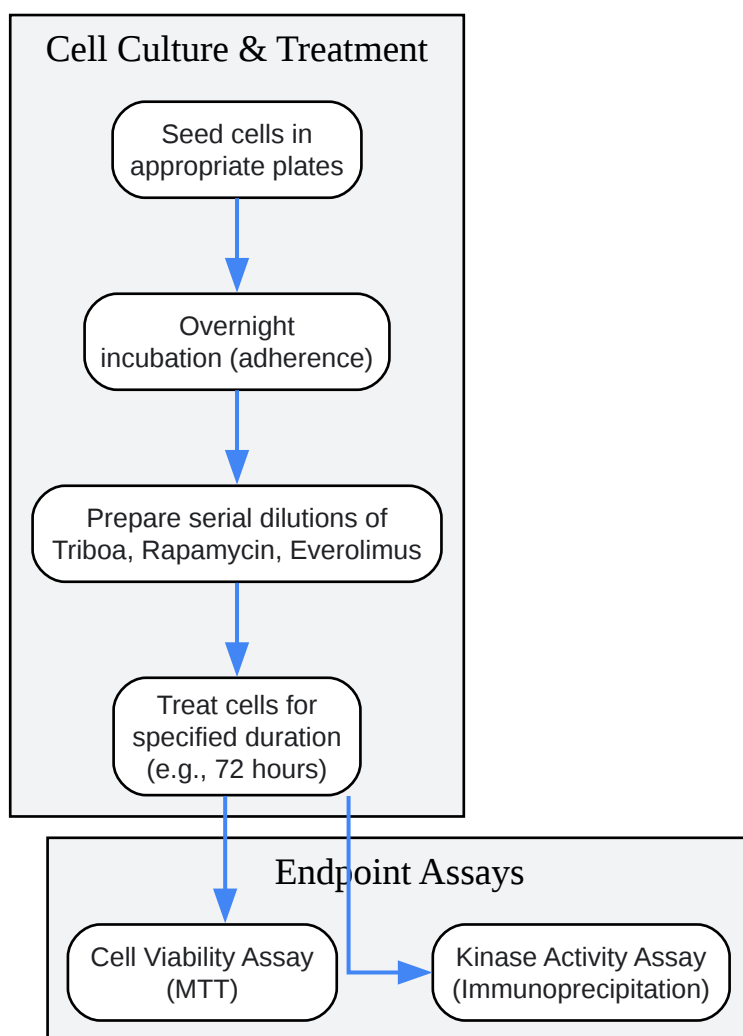 Cell Culture & Treatment
Seed cells in
appropriate plates
Overnight
incubation (adherence)
Prepare serial dilutions of
Triboa, Rapamycin, Everolimus
Treat cells for
specified duration
(e.g., 72 hours)
Endpoint Assays
Cell Viability Assay
(MTT)
Kinase Activity Assay
(Immunoprecipitation)